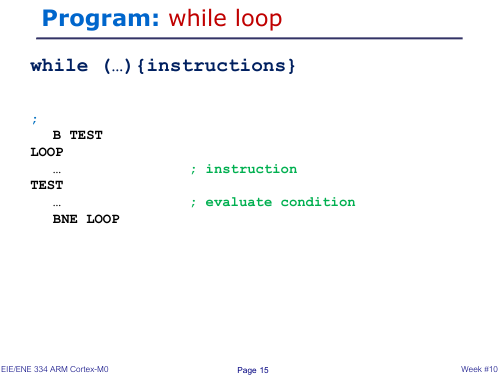 Program: while loop
while (…){instructions}
;
B TEST
LOOP
… ; instruction
TEST
… ; evaluate condition
BNE LOOP
EIE/ENE 334 ARM Cortex-M0 Page 15 Week #10